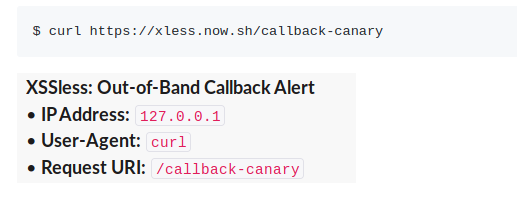 $ curl https://xless.now.sh/callback-canary
XSSless: Out-of-Band Callback Alert
• IP Address: 127.0.0.1
• User-Agent: curl
• Request URI: /callback-canary